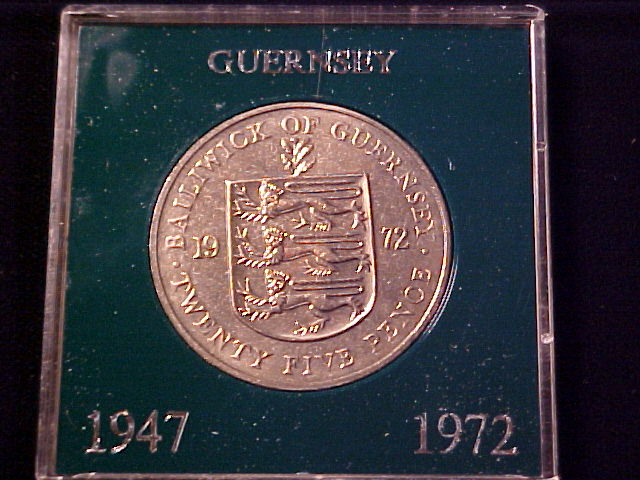 GUERNSEY
BAILIWICK OF GUERNSEY
19 72
TWENTY FIVE PENCE
1947 1972